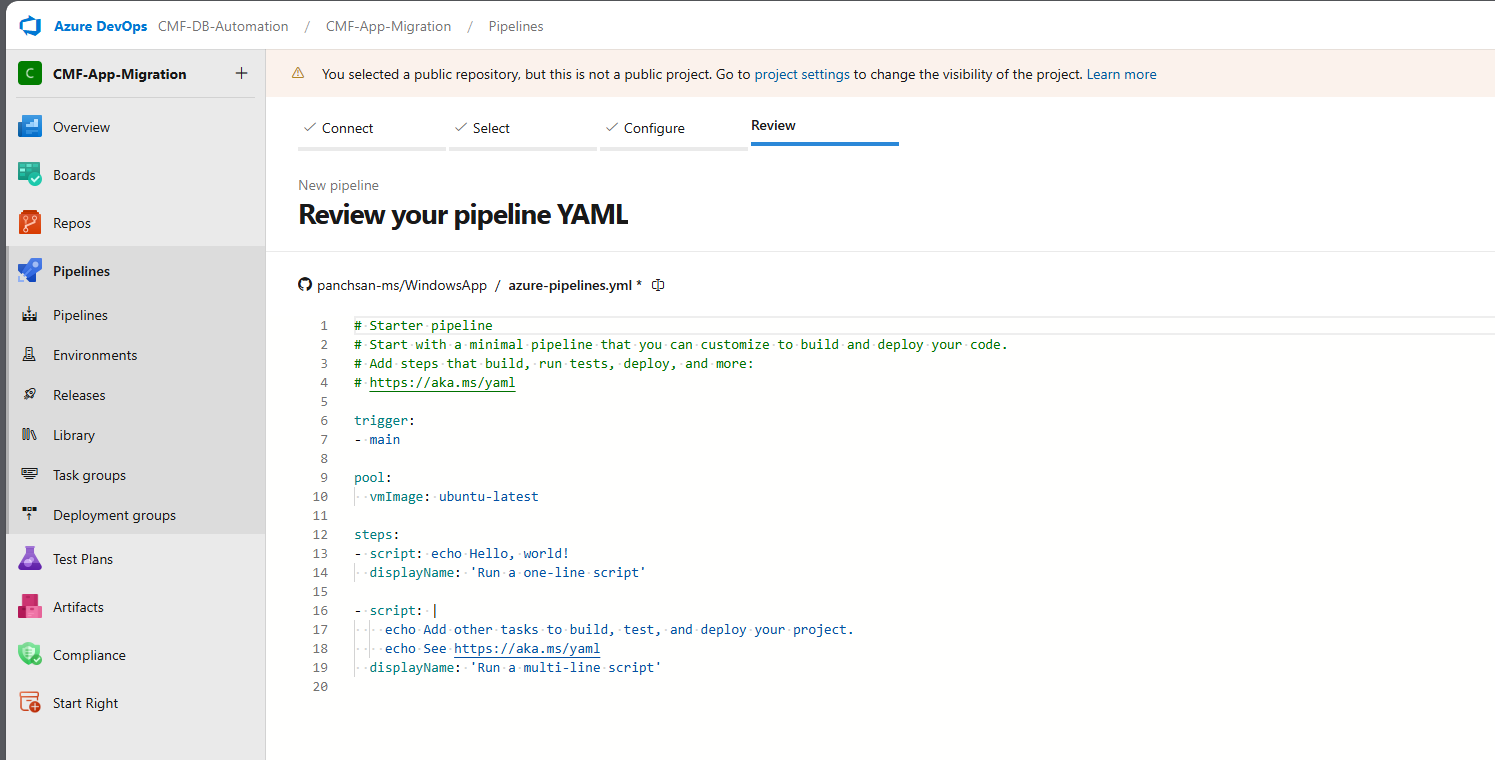 Azure DevOps CMF-DB-Automation / CMF-App-Migration / Pipelines
C CMF-App-Migration +
Overview
Boards
Repos
Pipelines
Pipelines
Environments
Releases
Library
Task groups
Deployment groups
Test Plans
Artifacts
Compliance
Start Right
You selected a public repository, but this is not a public project. Go to project settings to change the visibility of the project. Learn more
Connect Select Configure Review
New pipeline
Review your pipeline YAML
panchsan-ms/WindowsApp / azure-pipelines.yml *
1 # Starter pipeline
2 # Start with a minimal pipeline that you can customize to build and deploy your code.
3 # Add steps that build, run tests, deploy, and more:
4 # https://aka.ms/yaml
5
6 trigger:
7 - main
8
9 pool:
10   vmImage: ubuntu-latest
11
12 steps:
13 - script: echo Hello, world!
14   displayName: 'Run a one-line script'
15
16 - script: |
17     echo Add other tasks to build, test, and deploy your project.
18     echo See https://aka.ms/yaml
19   displayName: 'Run a multi-line script'
20